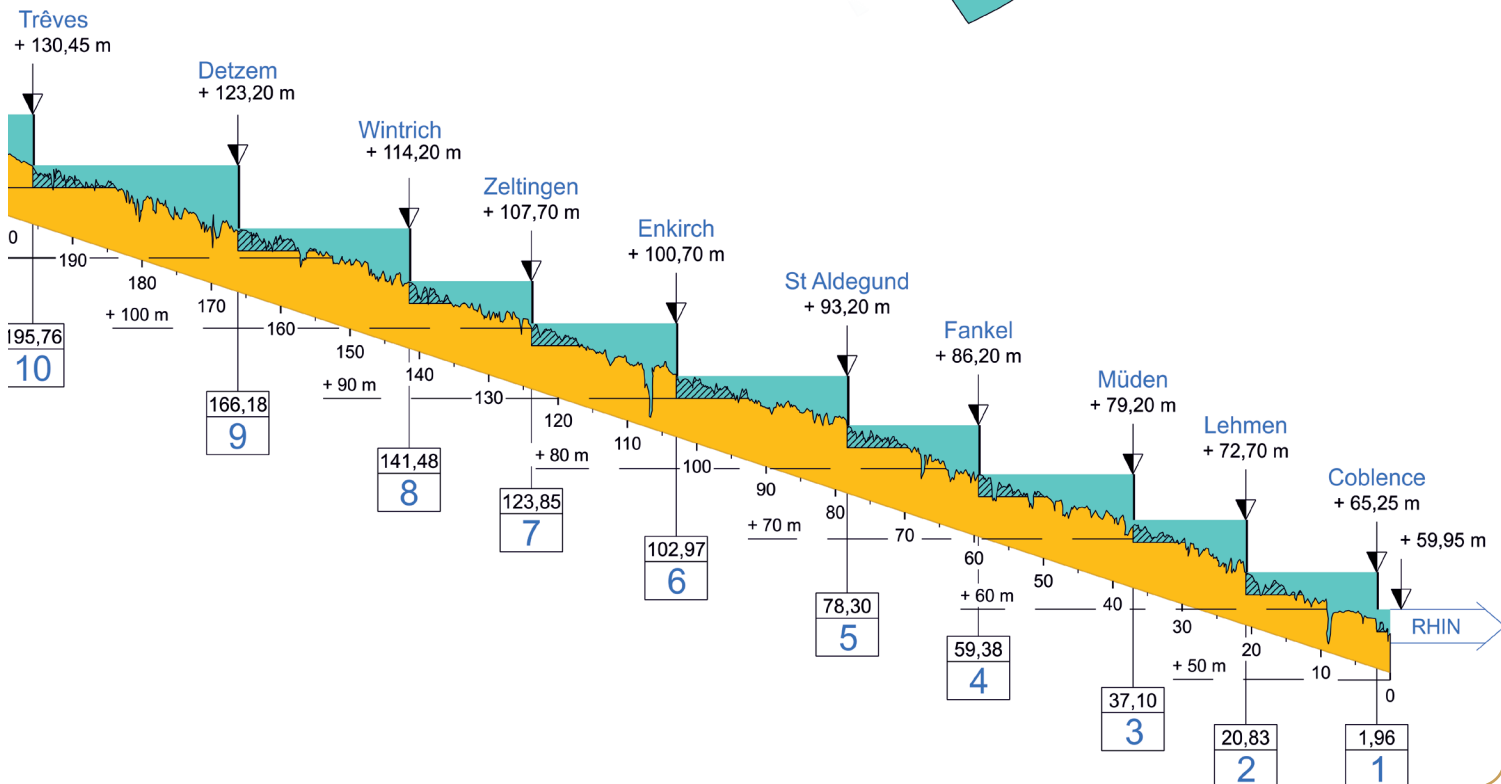 Trêves
+ 130,45 m
Detzem
+ 123,20 m
Wintrich
+ 114,20 m
Zeltingen
+ 107,70 m
Enkirch
+ 100,70 m
St Aldegund
+ 93,20 m
Fankel
+ 86,20 m
Müden
+ 79,20 m
Lehmen
+ 72,70 m
Coblence
+ 65,25 m
+ 59,95 m
RHIN
0
190
180
170
160
150
140
130
120
110
100
90
80
70
60
50
40
30
20
10
0
+ 100 m
+ 90 m
+ 80 m
+ 70 m
+ 60 m
+ 50 m
195,76
10
166,18
9
141,48
8
123,85
7
102,97
6
78,30
5
59,38
4
37,10
3
20,83
2
1,96
1